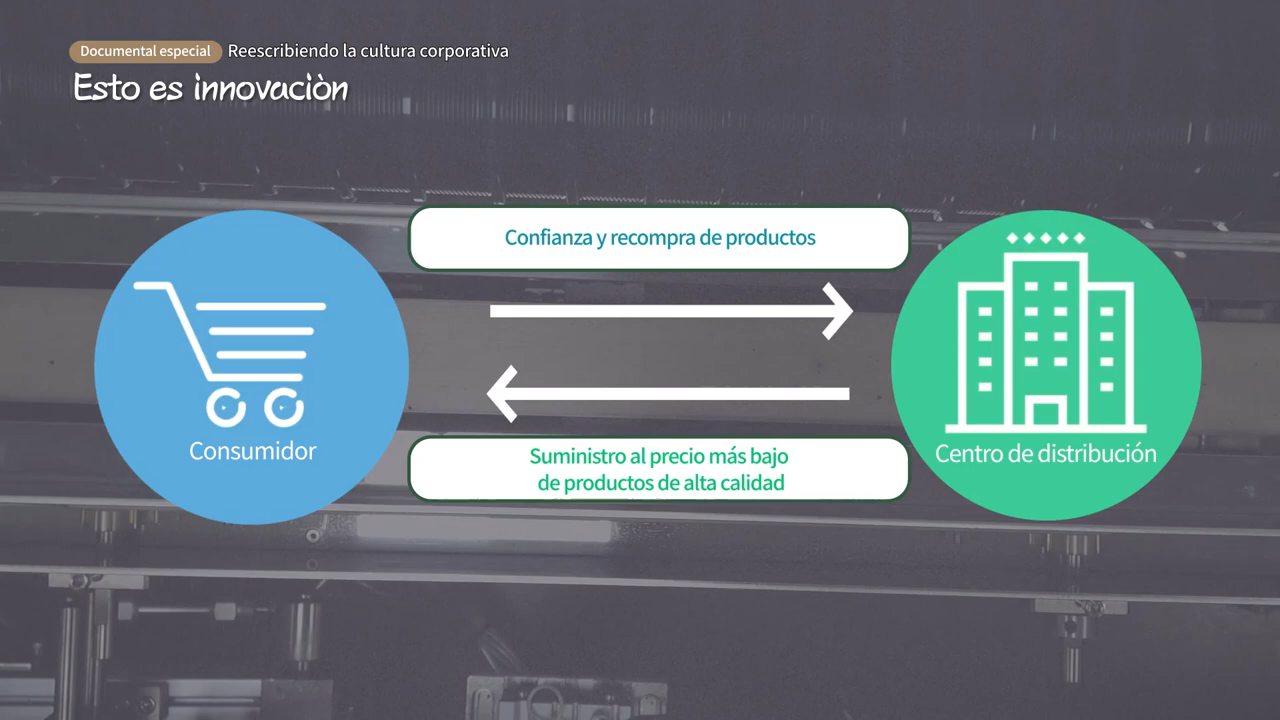 Documental especial Reescribiendo la cultura corporativa
Esto es innovaciòn
Confianza y recompra de productos
Consumidor
Centro de distribución
Suministro al precio más bajo
de productos de alta calidad